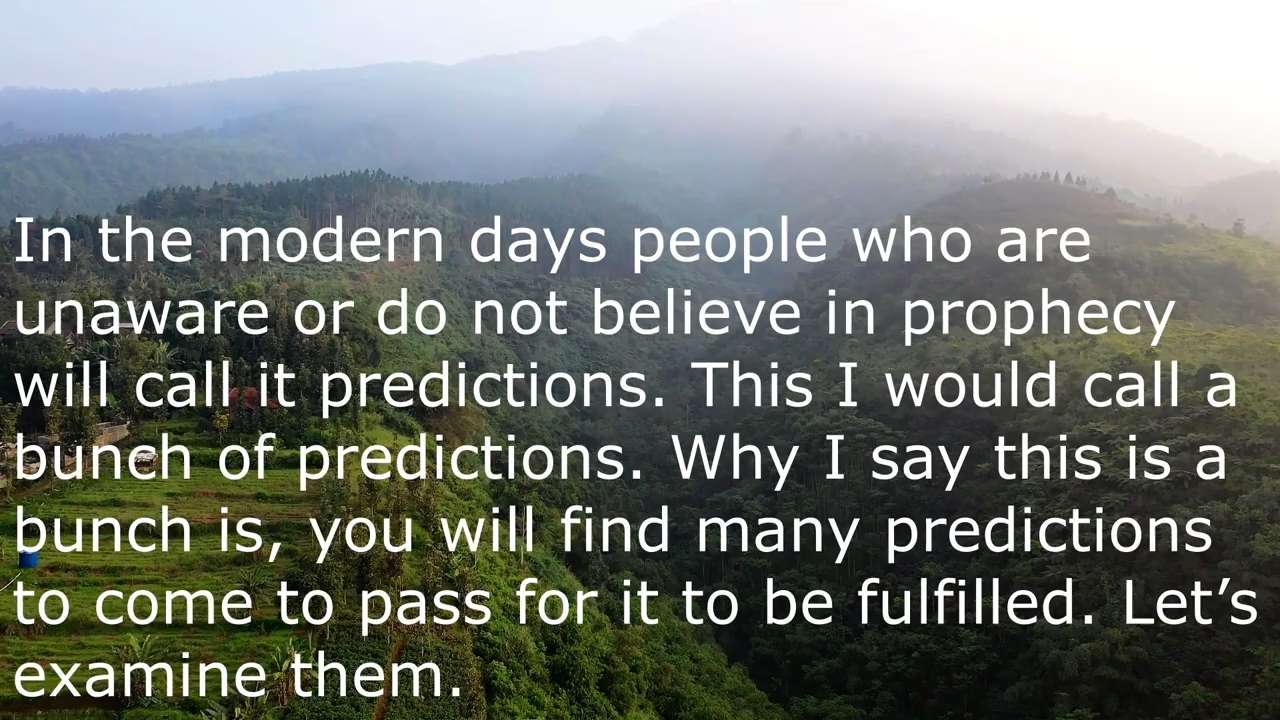 In the modern days people who are
unaware or do not believe in prophecy
will call it predictions. This I would call a
bunch of predictions. Why I say this is a
bunch is, you will find many predictions
to come to pass for it to be fulfilled. Let’s
examine them.